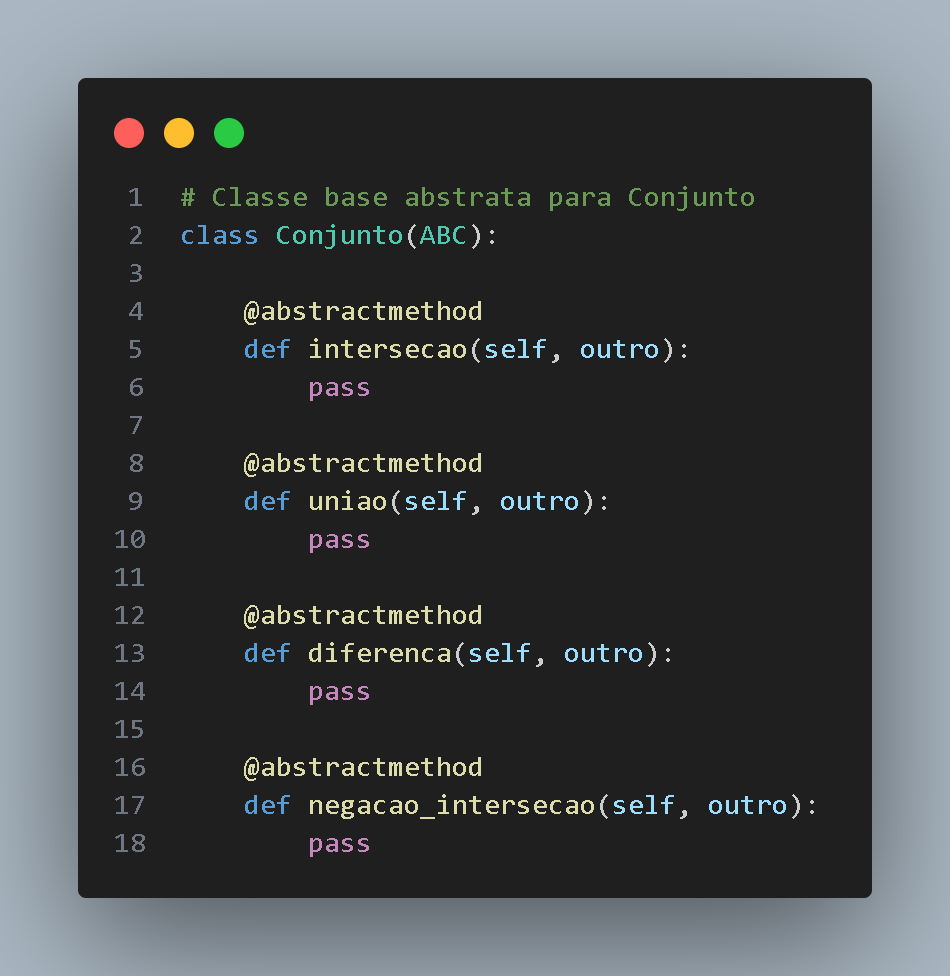 1 # Classe base abstrata para Conjunto
2 class Conjunto(ABC):
3
4     @abstractmethod
5     def intersecao(self, outro):
6         pass
7
8     @abstractmethod
9     def uniao(self, outro):
10         pass
11
12     @abstractmethod
13     def diferenca(self, outro):
14         pass
15
16     @abstractmethod
17     def negacao_intersecao(self, outro):
18         pass